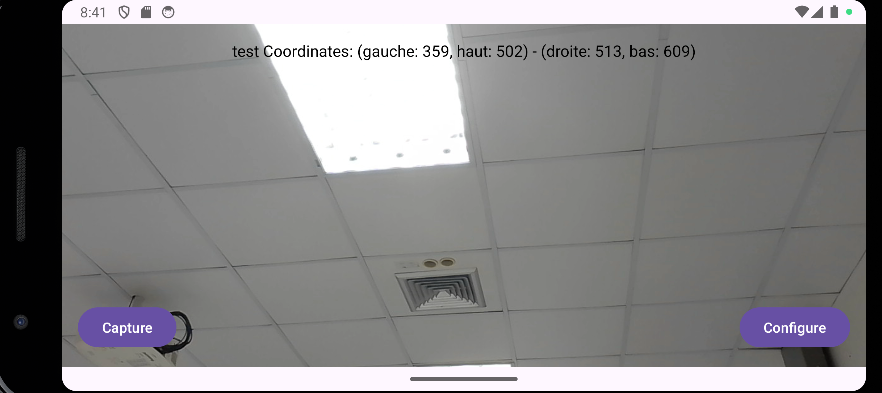 8:41
test Coordinates: (gauche: 359, haut: 502) - (droite: 513, bas: 609)
Capture
Configure